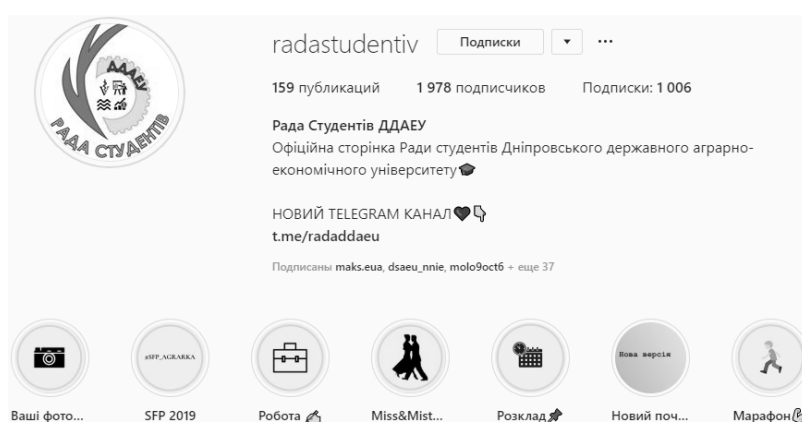 ДДАЕУ
РАДА СТУДЕНТІВ
radastudentiv Подписки
159 публикаций 1 978 подписчиков Подписки: 1 006
Рада Студентів ДДАЕУ
Офіційна сторінка Ради студентів Дніпровського державного аграрно-
економічного університету🎓
НОВИЙ TELEGRAM КАНАЛ🖤👇
t.me/radaddaeu
Подписаны maks.eua, dsaeu_nnie, molo9oct6 + еще 37
#SFP_AGRARKA Нова версія
Ваші фото... SFP 2019 Робота ✍ Miss&Mist... Розклад📌 Новий поч... Марафон